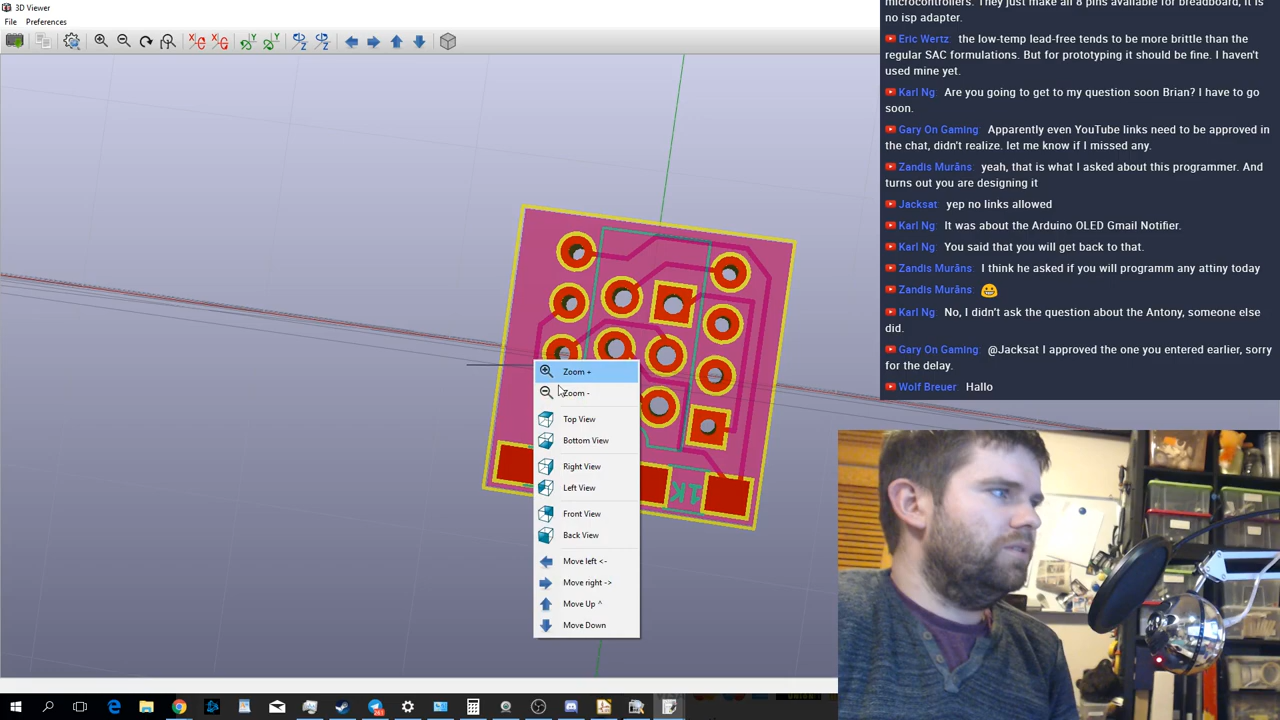 3D Viewer
File Preferences
Zoom +
Zoom -
Top View
Bottom View
Right View
Left View
Front View
Back View
Move left <-
Move right ->
Move Up ^
Move Down
1K
microcontrollers. They just make all 8 pins available for breadboard, it is
no isp adapter.
Eric Wertz the low-temp lead-free tends to be more brittle than the
regular SAC formulations. But for prototyping it should be fine. I haven't
used mine yet.
Karl Ng Are you going to get to my question soon Brian? I have to go
soon.
Gary On Gaming Apparently even YouTube links need to be approved in
the chat, didn't realize. let me know if I missed any.
Zandis Murāns yeah, that is what I asked about this programmer. And
turns out you are designing it
Jacksat yep no links allowed
Karl Ng It was about the Arduino OLED Gmail Notifier.
Karl Ng You said that you will get back to that.
Zandis Murāns I think he asked if you will programm any attiny today
Zandis Murāns 😀
Karl Ng No, I didn't ask the question about the Antony, someone else
did.
Gary On Gaming @Jacksat I approved the one you entered earlier, sorry
for the delay.
Wolf Breuer Hallo